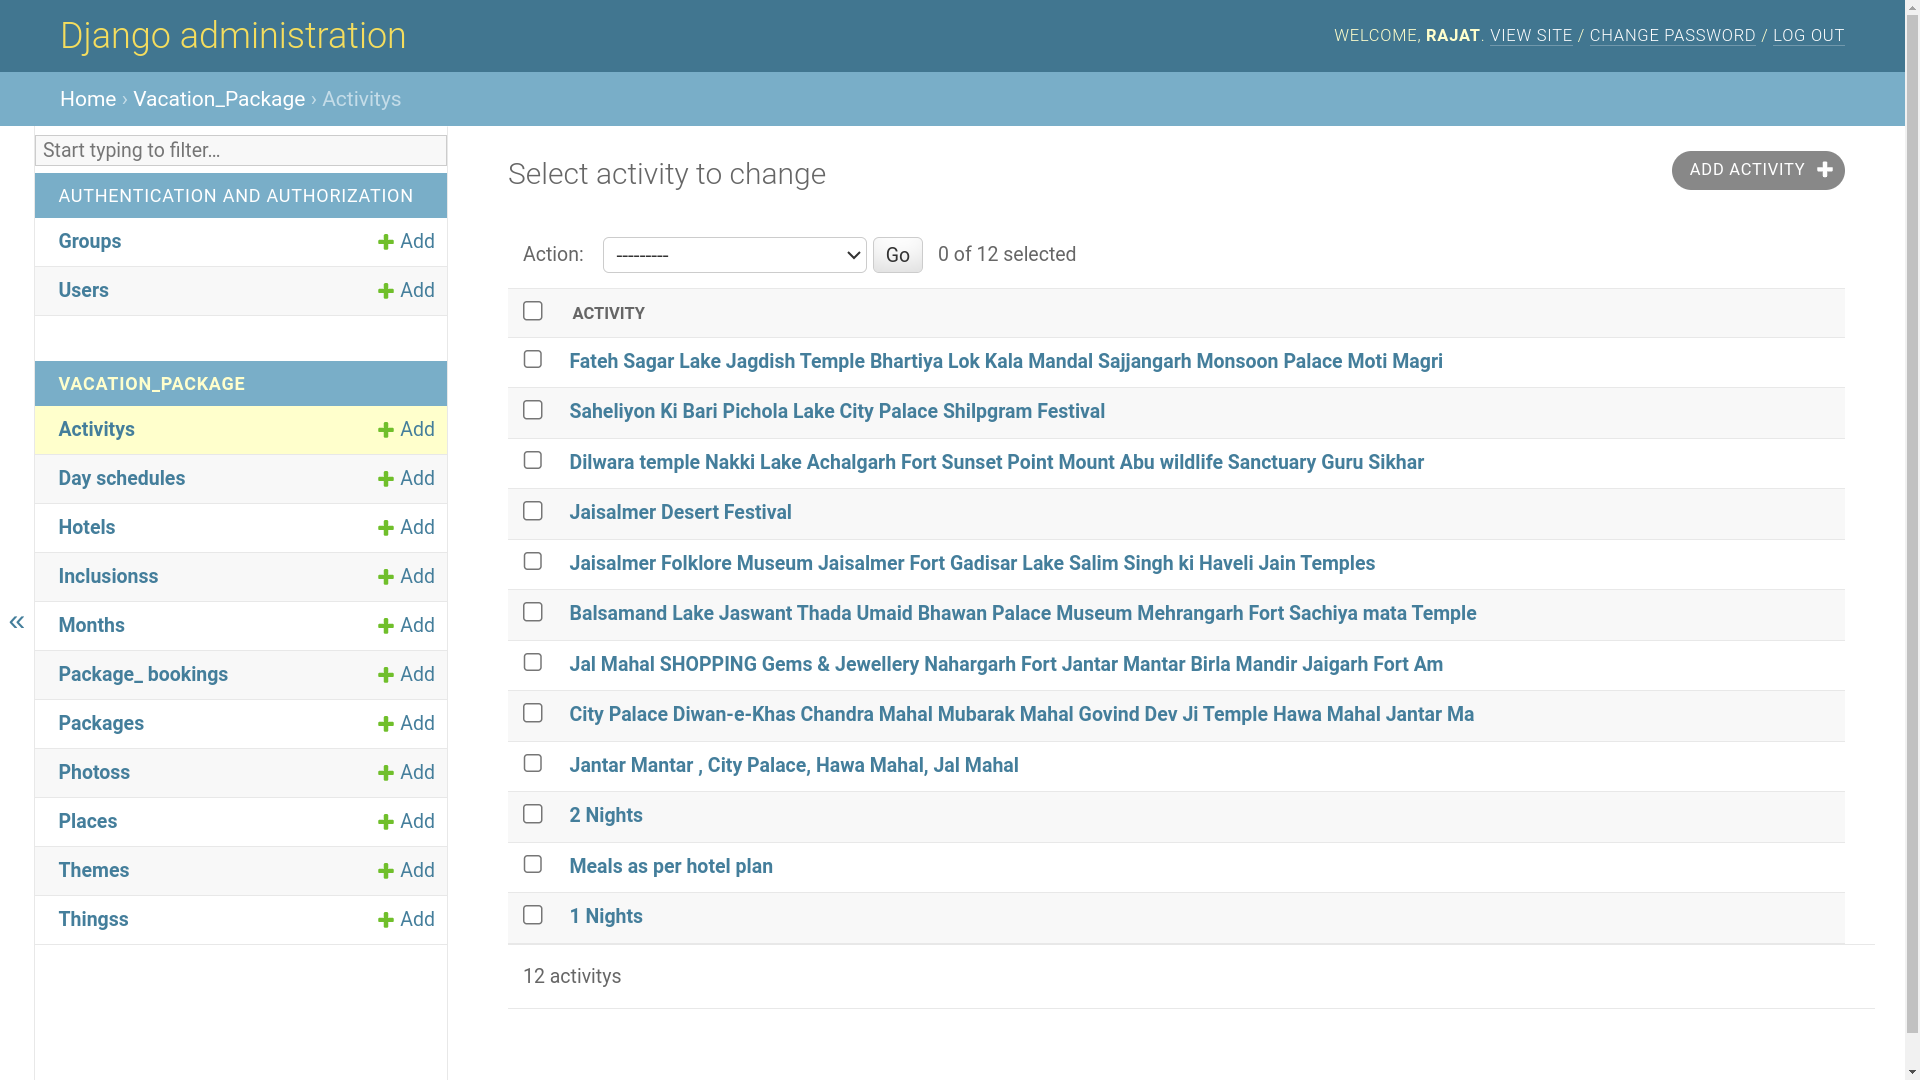 Django administration
WELCOME, RAJAT. VIEW SITE / CHANGE PASSWORD / LOG OUT
Home › Vacation_Package › Activitys
Start typing to filter...
AUTHENTICATION AND AUTHORIZATION
Groups Add
Users Add
VACATION_PACKAGE
Activitys Add
Day schedules Add
Hotels Add
Inclusionss Add
Months Add
Package_ bookings Add
Packages Add
Photoss Add
Places Add
Themes Add
Thingss Add
«
Select activity to change
ADD ACTIVITY
Action: --------- Go 0 of 12 selected
ACTIVITY
Fateh Sagar Lake Jagdish Temple Bhartiya Lok Kala Mandal Sajjangarh Monsoon Palace Moti Magri
Saheliyon Ki Bari Pichola Lake City Palace Shilpgram Festival
Dilwara temple Nakki Lake Achalgarh Fort Sunset Point Mount Abu wildlife Sanctuary Guru Sikhar
Jaisalmer Desert Festival
Jaisalmer Folklore Museum Jaisalmer Fort Gadisar Lake Salim Singh ki Haveli Jain Temples
Balsamand Lake Jaswant Thada Umaid Bhawan Palace Museum Mehrangarh Fort Sachiya mata Temple
Jal Mahal SHOPPING Gems & Jewellery Nahargarh Fort Jantar Mantar Birla Mandir Jaigarh Fort Am
City Palace Diwan-e-Khas Chandra Mahal Mubarak Mahal Govind Dev Ji Temple Hawa Mahal Jantar Ma
Jantar Mantar , City Palace, Hawa Mahal, Jal Mahal
2 Nights
Meals as per hotel plan
1 Nights
12 activitys